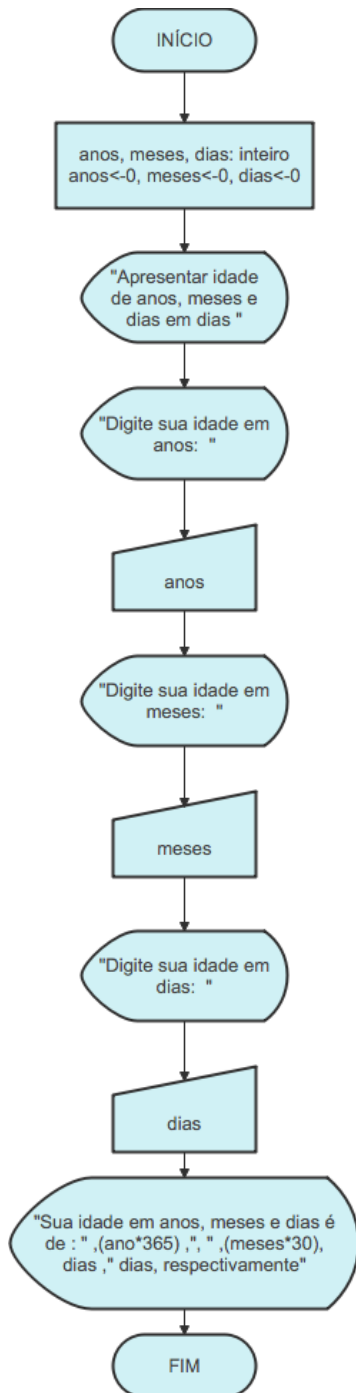 INÍCIO
anos, meses, dias: inteiro
anos<-0, meses<-0, dias<-0
"Apresentar idade
de anos, meses e
dias em dias "
"Digite sua idade em
anos:  "
anos
"Digite sua idade em
meses:  "
meses
"Digite sua idade em
dias:  "
dias
"Sua idade em anos, meses e dias é
de : " ,(ano*365) ,", " ,(meses*30),
dias ," dias, respectivamente"
FIM